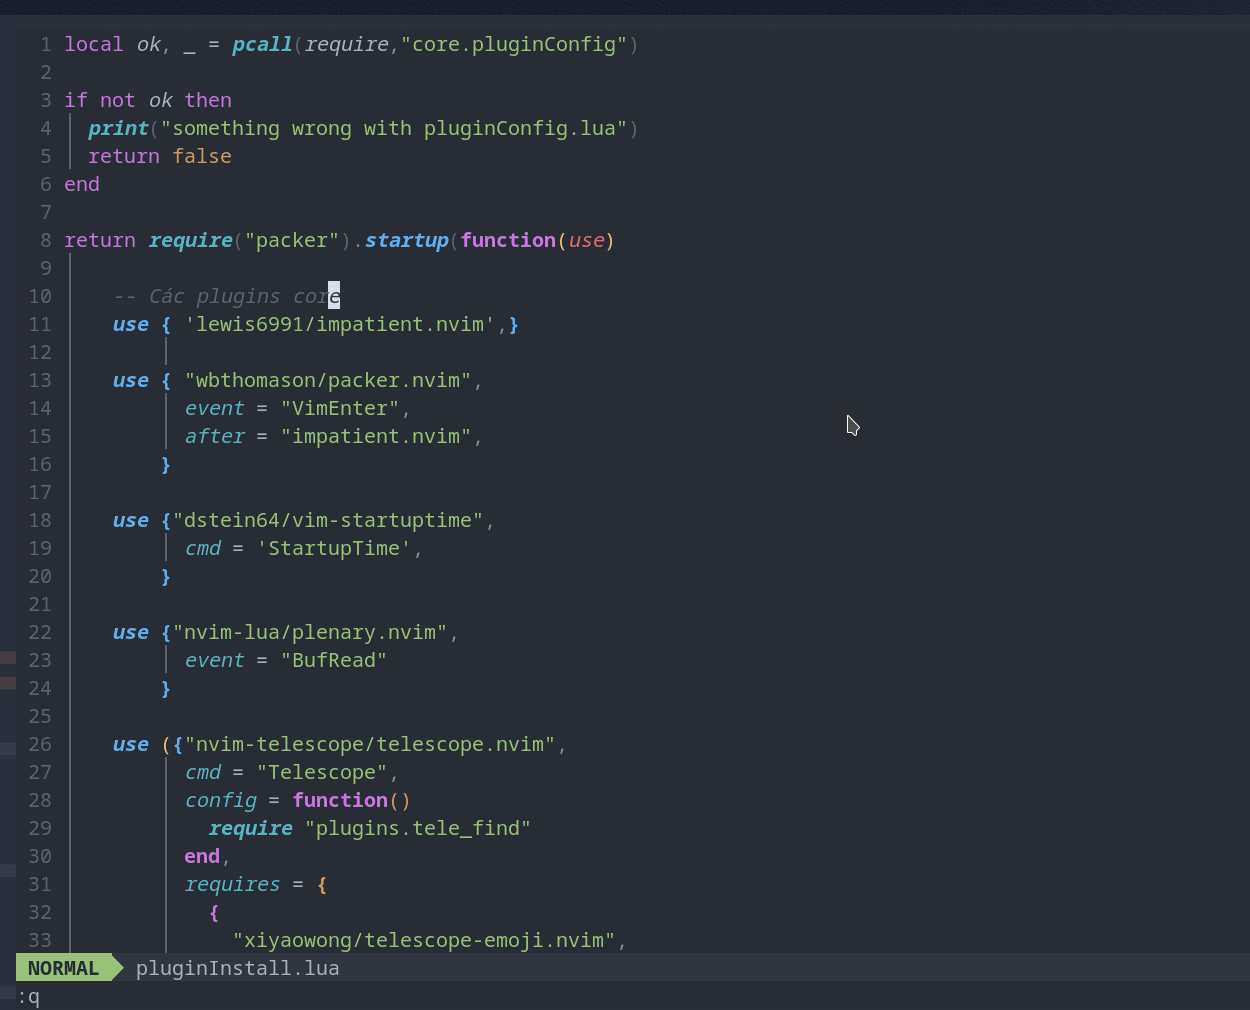 1 local ok, _ = pcall(require,"core.pluginConfig")
2
3 if not ok then
4   print("something wrong with pluginConfig.lua")
5   return false
6 end
7
8 return require("packer").startup(function(use)
9
10     -- Các plugins core
11     use { 'lewis6991/impatient.nvim',}
12
13     use { "wbthomason/packer.nvim",
14           event = "VimEnter",
15           after = "impatient.nvim",
16         }
17
18     use {"dstein64/vim-startuptime",
19           cmd = 'StartupTime',
20         }
21
22     use {"nvim-lua/plenary.nvim",
23           event = "BufRead"
24         }
25
26     use ({"nvim-telescope/telescope.nvim",
27           cmd = "Telescope",
28           config = function()
29             require "plugins.tele_find"
30           end,
31           requires = {
32             {
33               "xiyaowong/telescope-emoji.nvim",
NORMAL pluginInstall.lua
:q